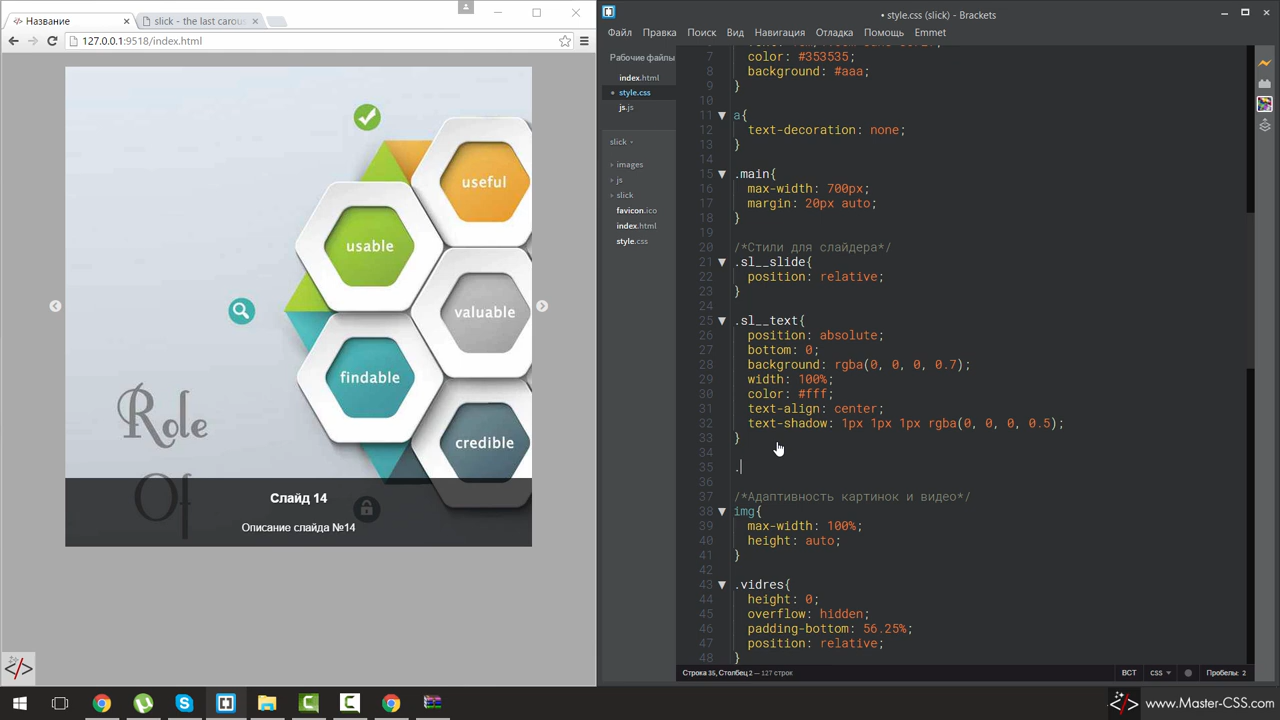 Название
slick - the last carou
127.0.0.1:9518/index.html
useful
usable
valuable
findable
credible
Role
Of
Слайд 14
Описание слайда №14
• style.css (slick) - Brackets
Файл Правка Поиск Вид Навигация Отладка Помощь Emmet
Рабочие файлы
index.html
• style.css
js.js
slick
images
js
slick
favicon.ico
index.html
style.css
7 color: #353535;
8 background: #aaa;
9 }
10
11 a{
12 text-decoration: none;
13 }
14
15 .main{
16 max-width: 700px;
17 margin: 20px auto;
18 }
19
20 /*Стили для слайдера*/
21 .sl__slide{
22 position: relative;
23 }
24
25 .sl__text{
26 position: absolute;
27 bottom: 0;
28 background: rgba(0, 0, 0, 0.7);
29 width: 100%;
30 color: #fff;
31 text-align: center;
32 text-shadow: 1px 1px 1px rgba(0, 0, 0, 0.5);
33 }
34
35 .
36
37 /*Адаптивность картинок и видео*/
38 img{
39 max-width: 100%;
40 height: auto;
41 }
42
43 .vidres{
44 height: 0;
45 overflow: hidden;
46 padding-bottom: 56.25%;
47 position: relative;
48 }
Строка 35, Столбец 2 — 127 строк
ВСТ CSS Пробелы: 2
www.Master-CSS.com